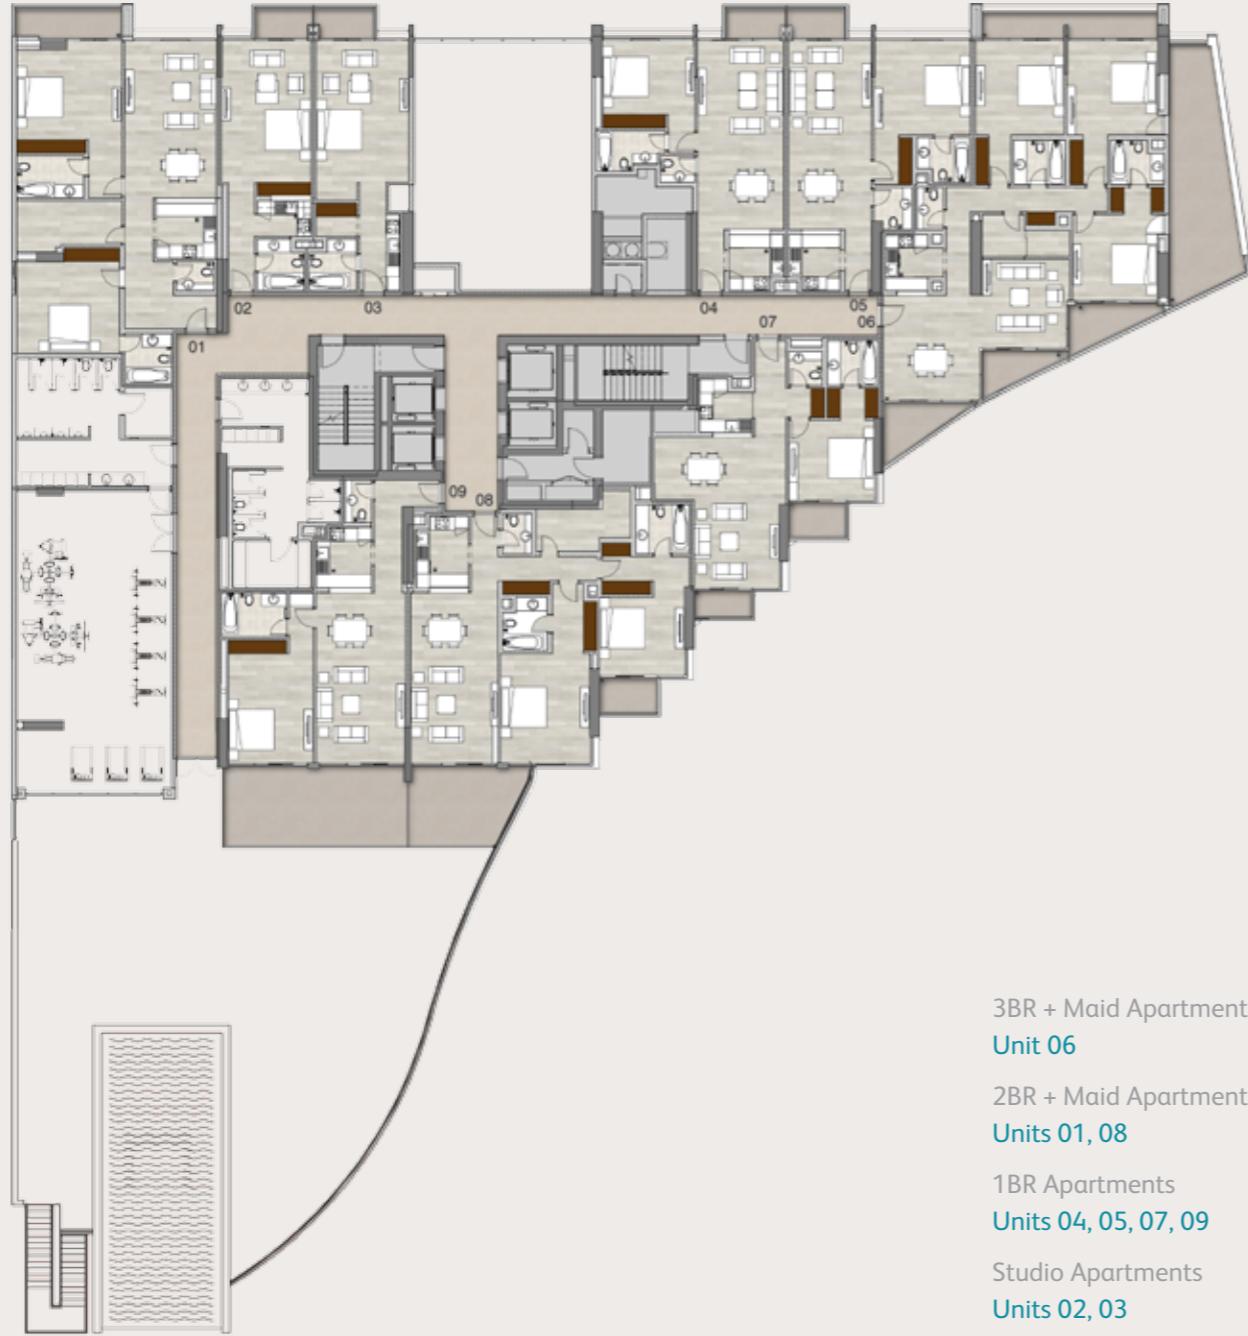 02
03
04
05
07
06
01
09
08
3BR + Maid Apartment
Unit 06
2BR + Maid Apartment
Units 01, 08
1BR Apartments
Units 04, 05, 07, 09
Studio Apartments
Units 02, 03